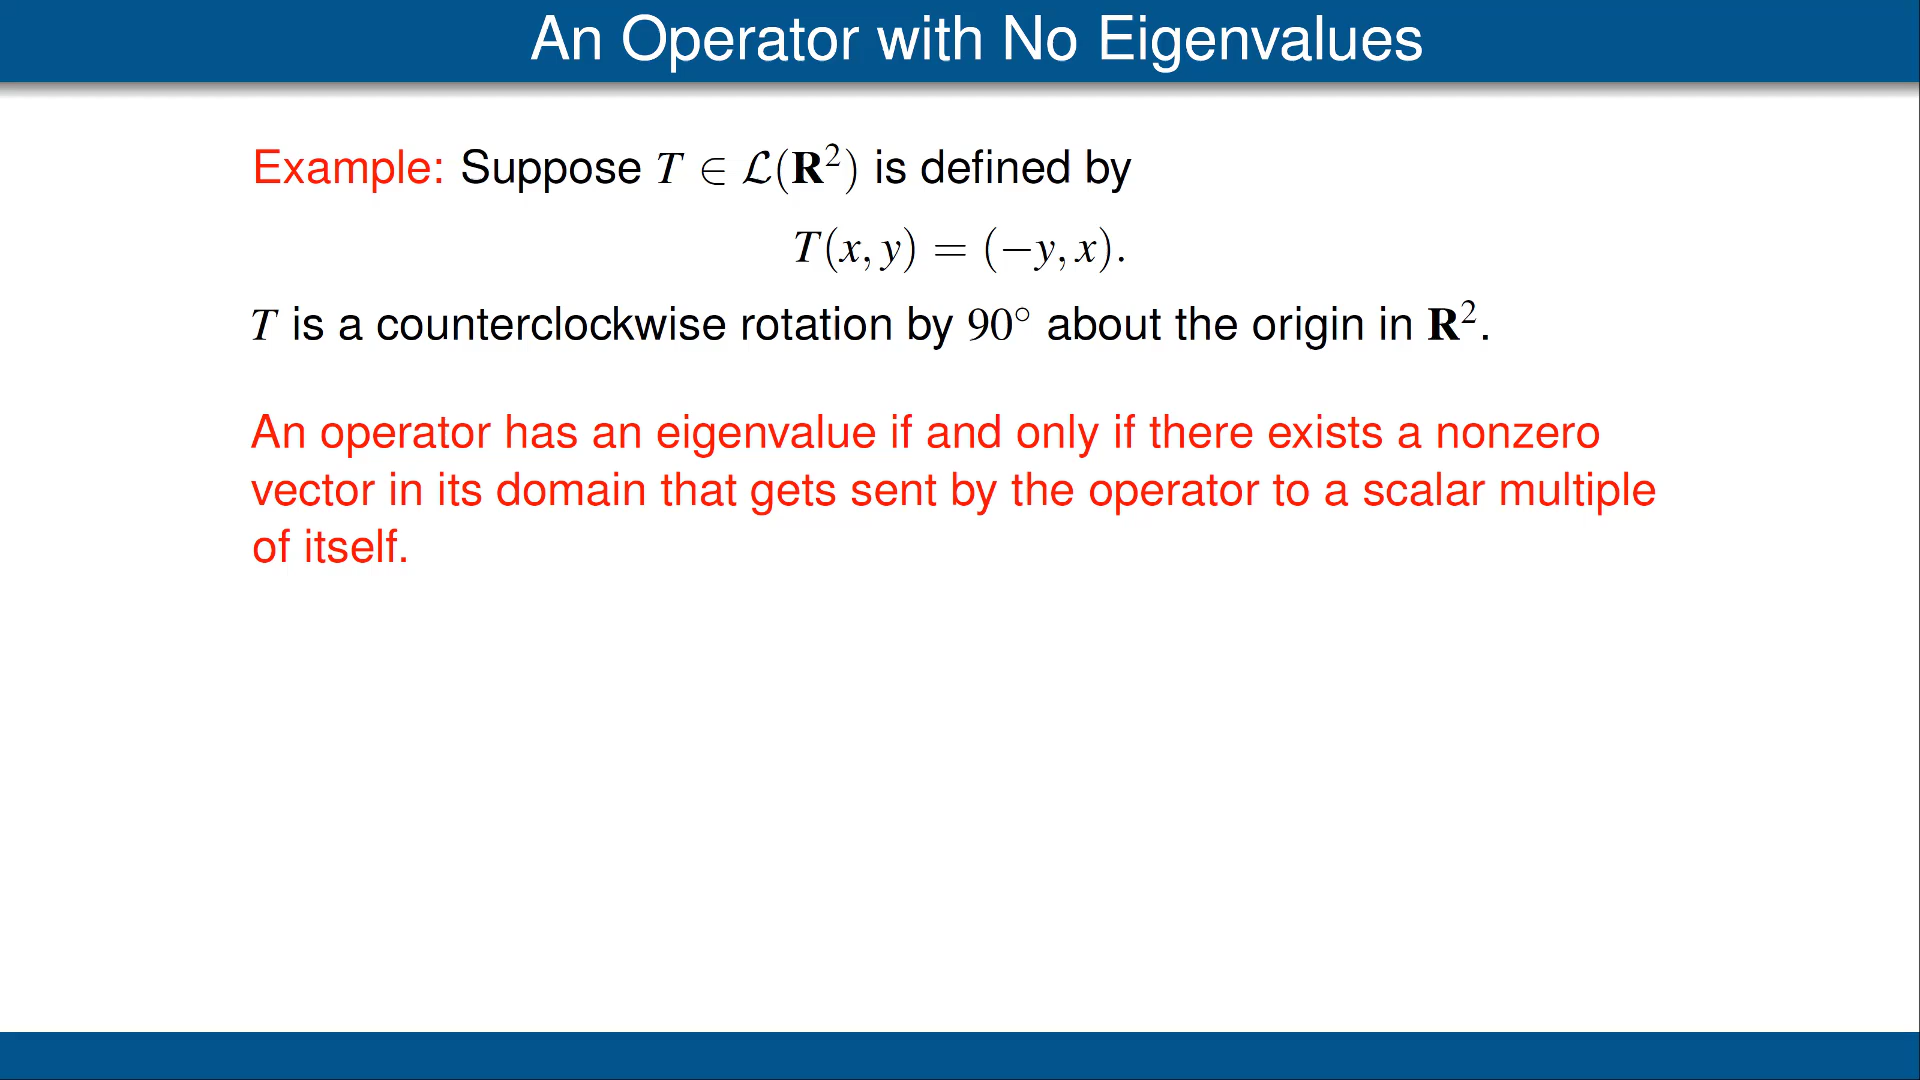 An Operator with No Eigenvalues
Example: Suppose T ∈ ℒ(𝐑²) is defined by
T(x, y) = (−y, x).
T is a counterclockwise rotation by 90° about the origin in 𝐑².
An operator has an eigenvalue if and only if there exists a nonzero
vector in its domain that gets sent by the operator to a scalar multiple
of itself.